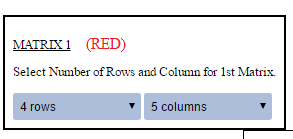 MATRIX 1 (RED)
Select Number of Rows and Column for 1st Matrix.
4 rows 5 columns